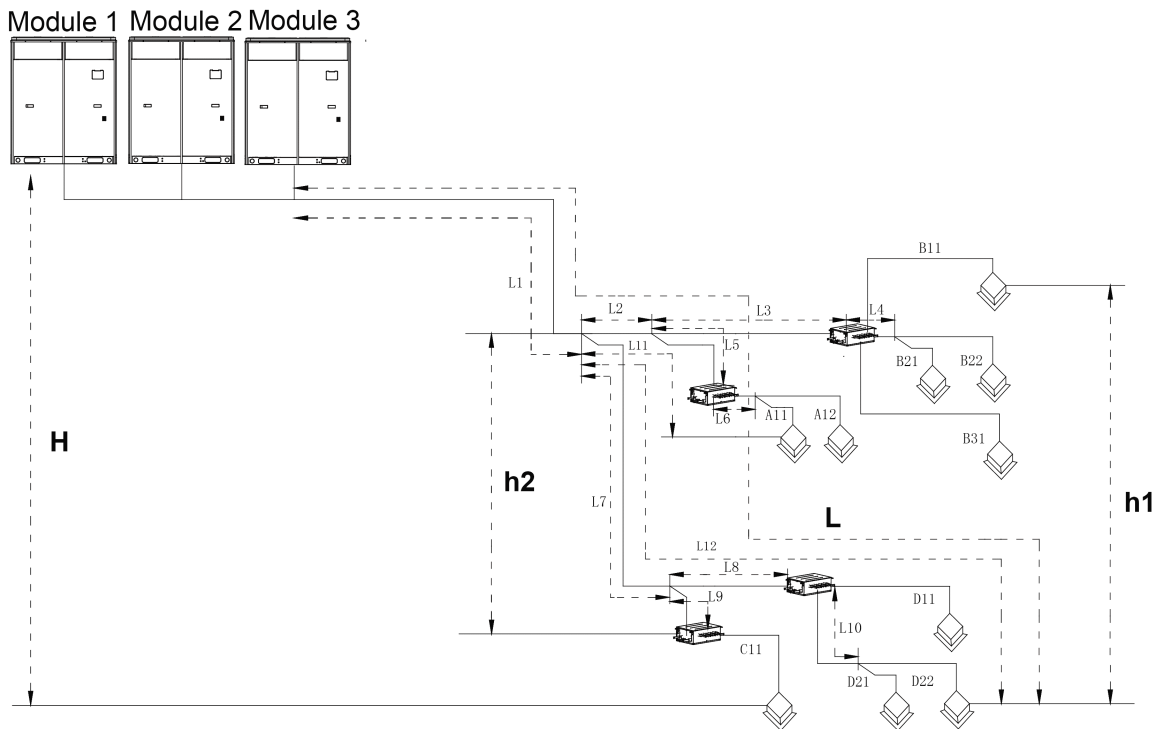 Module 1 Module 2 Module 3
B11
L1
L2
L3
L4
L11
L5
B21
B22
L6
A11
A12
H
B31
h2
L7
L
h1
L12
L8
L9
D11
L10
C11
D21
D22